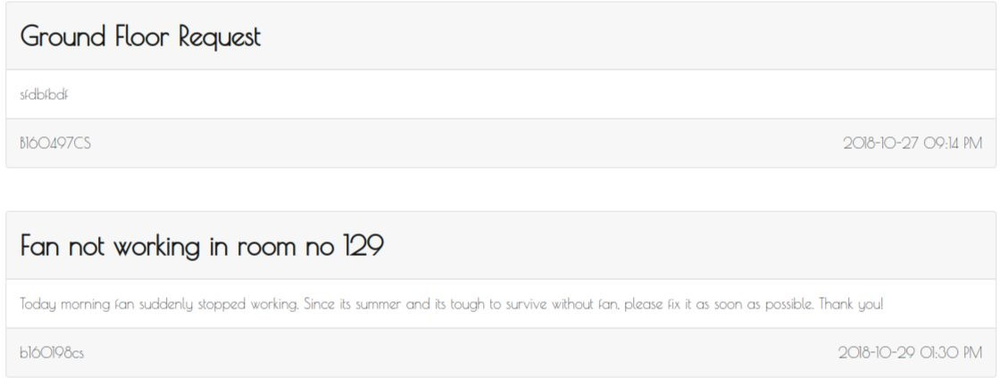 Ground Floor Request
sfdbfbdf
B160497CS 2018-10-27 09:14 PM
Fan not working in room no 129
Today morning fan suddenly stopped working. Since its summer and its tough to survive without fan, please fix it as soon as possible. Thank you!
b160198cs 2018-10-29 01:30 PM